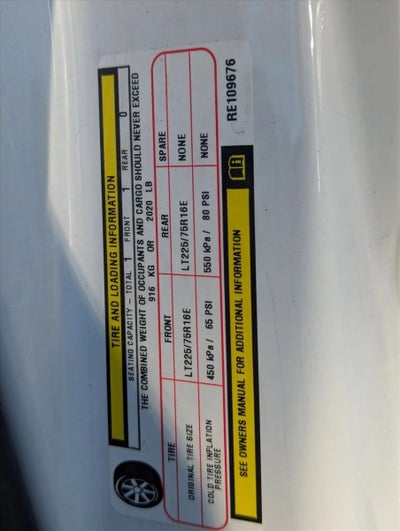 TIRE AND LOADING INFORMATION
SEATING CAPACITY – TOTAL 1 FRONT 1 REAR 0
THE COMBINED WEIGHT OF OCCUPANTS AND CARGO SHOULD NEVER EXCEED
916 KG OR 2020 LB
TIRE FRONT REAR SPARE
ORIGINAL TIRE SIZE LT225/75R16E LT225/75R16E NONE
COLD TIRE INFLATION PRESSURE 450 kPa / 65 PSI 550 kPa / 80 PSI NONE
SEE OWNERS MANUAL FOR ADDITIONAL INFORMATION
RE109676